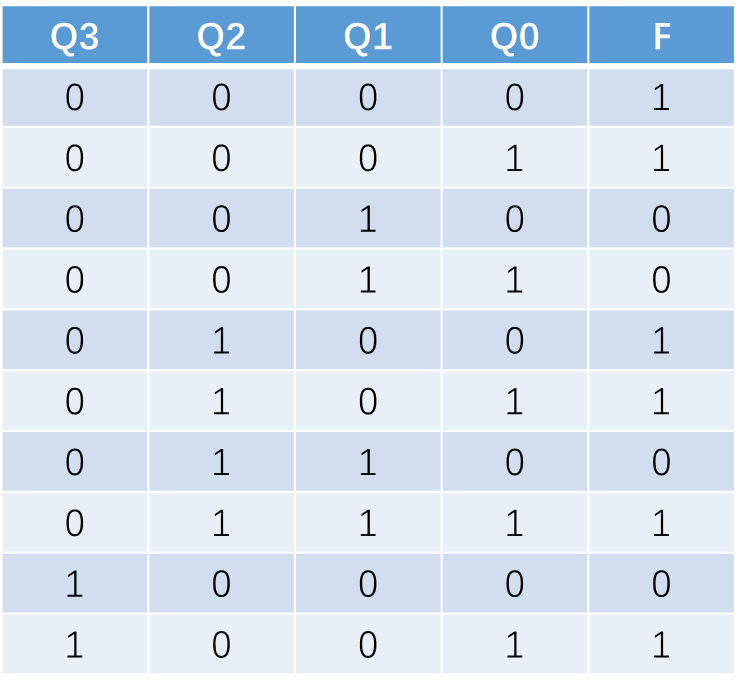 Q3 Q2 Q1 Q0 F
0 0 0 0 1
0 0 0 1 1
0 0 1 0 0
0 0 1 1 0
0 1 0 0 1
0 1 0 1 1
0 1 1 0 0
0 1 1 1 1
1 0 0 0 0
1 0 0 1 1